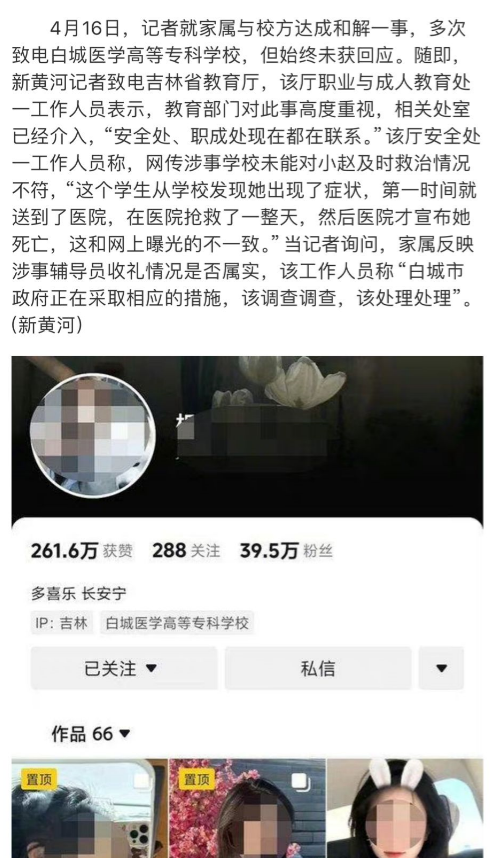 4月16日，记者就家属与校方达成和解一事，多次
致电白城医学高等专科学校，但始终未获回应。随即，
新黄河记者致电吉林省教育厅，该厅职业与成人教育处
一工作人员表示，教育部门对此事高度重视，相关处室
已经介入，“安全处、职成处现在都在联系。”该厅安全处
一工作人员称，网传涉事学校未能对小赵及时救治情况
不符，“这个学生从学校发现她出现了症状，第一时间就
送到了医院，在医院抢救了一整天，然后医院才宣布她
死亡，这和网上曝光的不一致。”当记者询问，家属反映
涉事辅导员收礼情况是否属实，该工作人员称“白城市
政府正在采取相应的措施，该调查调查，该处理处理”。
(新黄河)
261.6万 获赞 288 关注 39.5万 粉丝
多喜乐 长安宁
IP: 吉林 白城医学高等专科学校
已关注 私信
作品 66
置顶 置顶